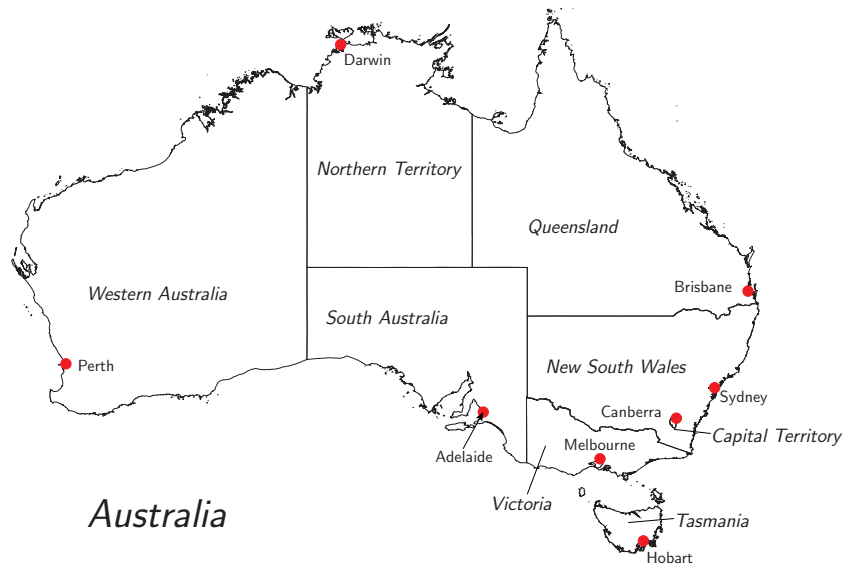 Darwin
Northern Territory
Queensland
Brisbane
Western Australia
South Australia
New South Wales
Perth
Sydney
Canberra
Capital Territory
Melbourne
Adelaide
Victoria
Australia
Tasmania
Hobart